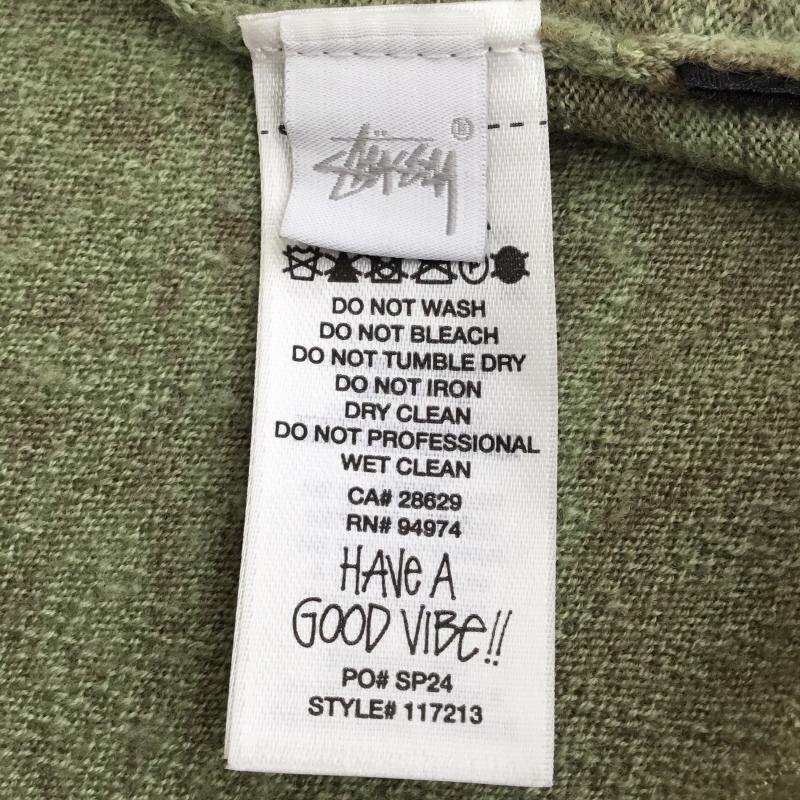 Stüssy ®
DO NOT WASH
DO NOT BLEACH
DO NOT TUMBLE DRY
DO NOT IRON
DRY CLEAN
DO NOT PROFESSIONAL
WET CLEAN
CA# 28629
RN# 94974
HAVe A
GOOD VIBe!!
PO# SP24
STYLE# 117213